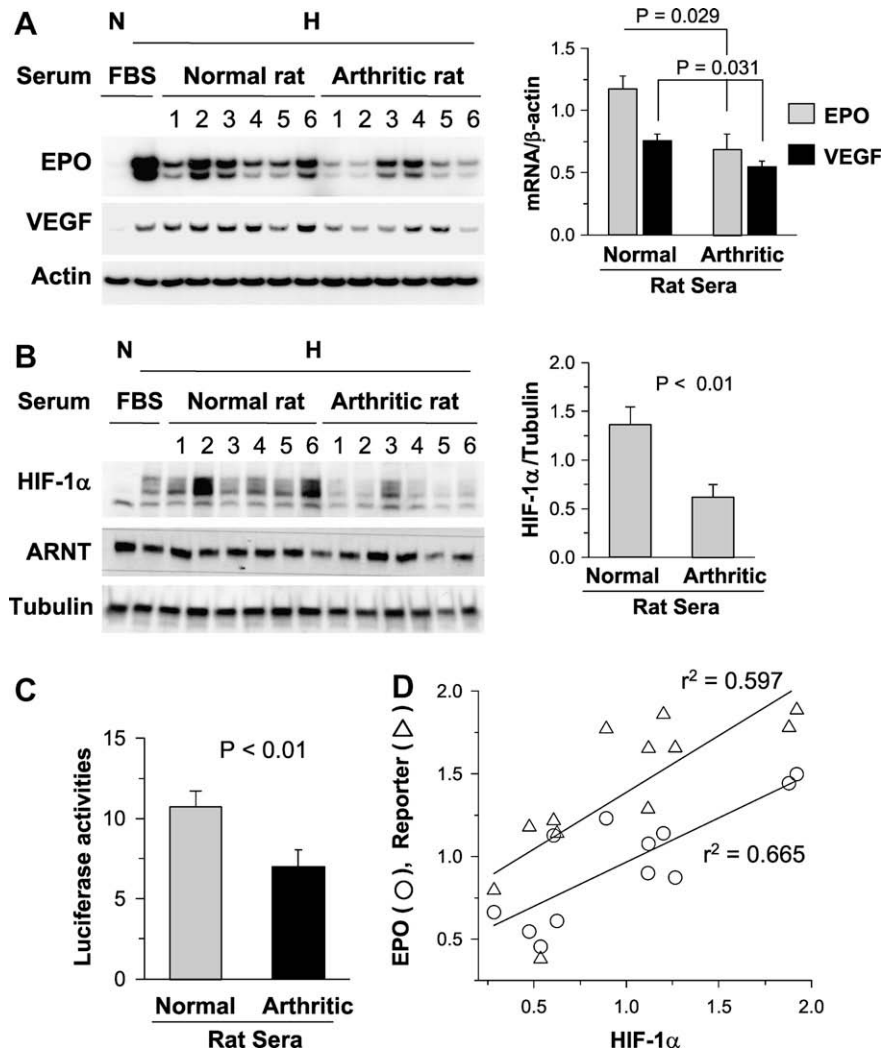 A
N H
Serum FBS Normal rat Arthritic rat
1 2 3 4 5 6 1 2 3 4 5 6
EPO
VEGF
Actin
P = 0.029
P = 0.031
mRNA/β-actin
1.5
1.0
0.5
0.0
EPO
VEGF
Normal Arthritic
Rat Sera
B
N H
Serum FBS Normal rat Arthritic rat
1 2 3 4 5 6 1 2 3 4 5 6
HIF-1α
ARNT
Tubulin
P < 0.01
HIF-1α/Tubulin
2.0
1.5
1.0
0.5
0.0
Normal Arthritic
Rat Sera
C
P < 0.01
Luciferase activities
15
10
5
0
Normal Arthritic
Rat Sera
D
r² = 0.597
r² = 0.665
EPO (○), Reporter (△)
2.0
1.5
1.0
0.5
0.5 1.0 1.5 2.0
HIF-1α